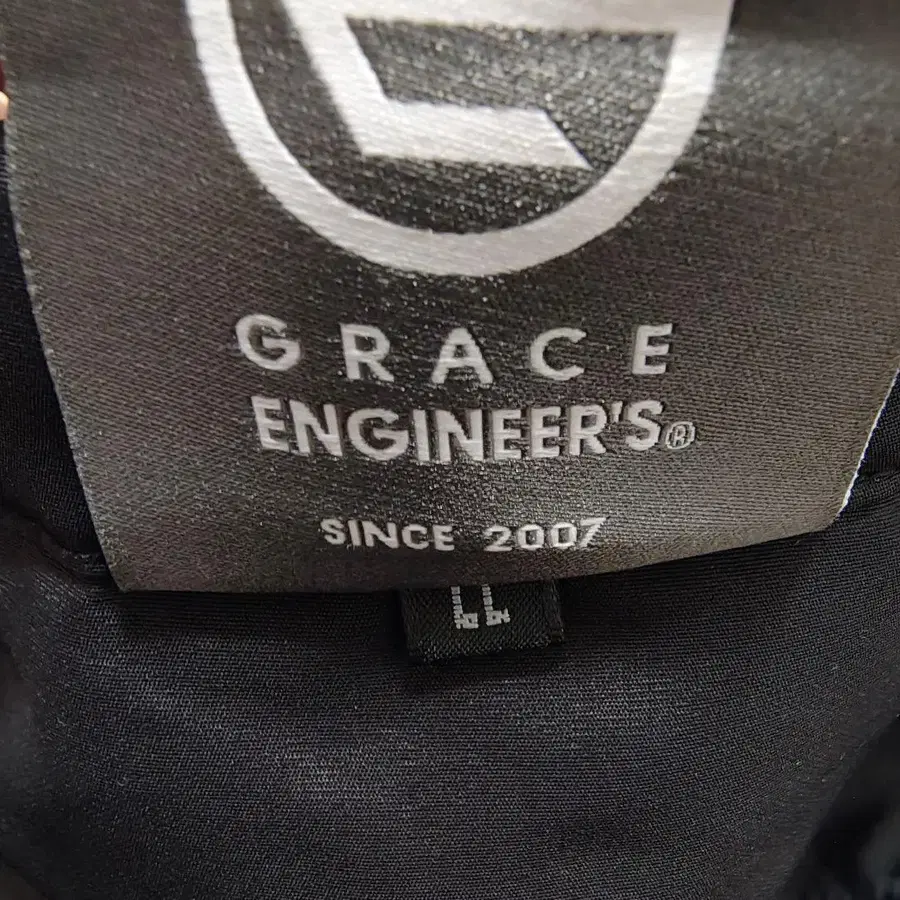 GRACE
ENGINEER'S®
SINCE 2007
LL